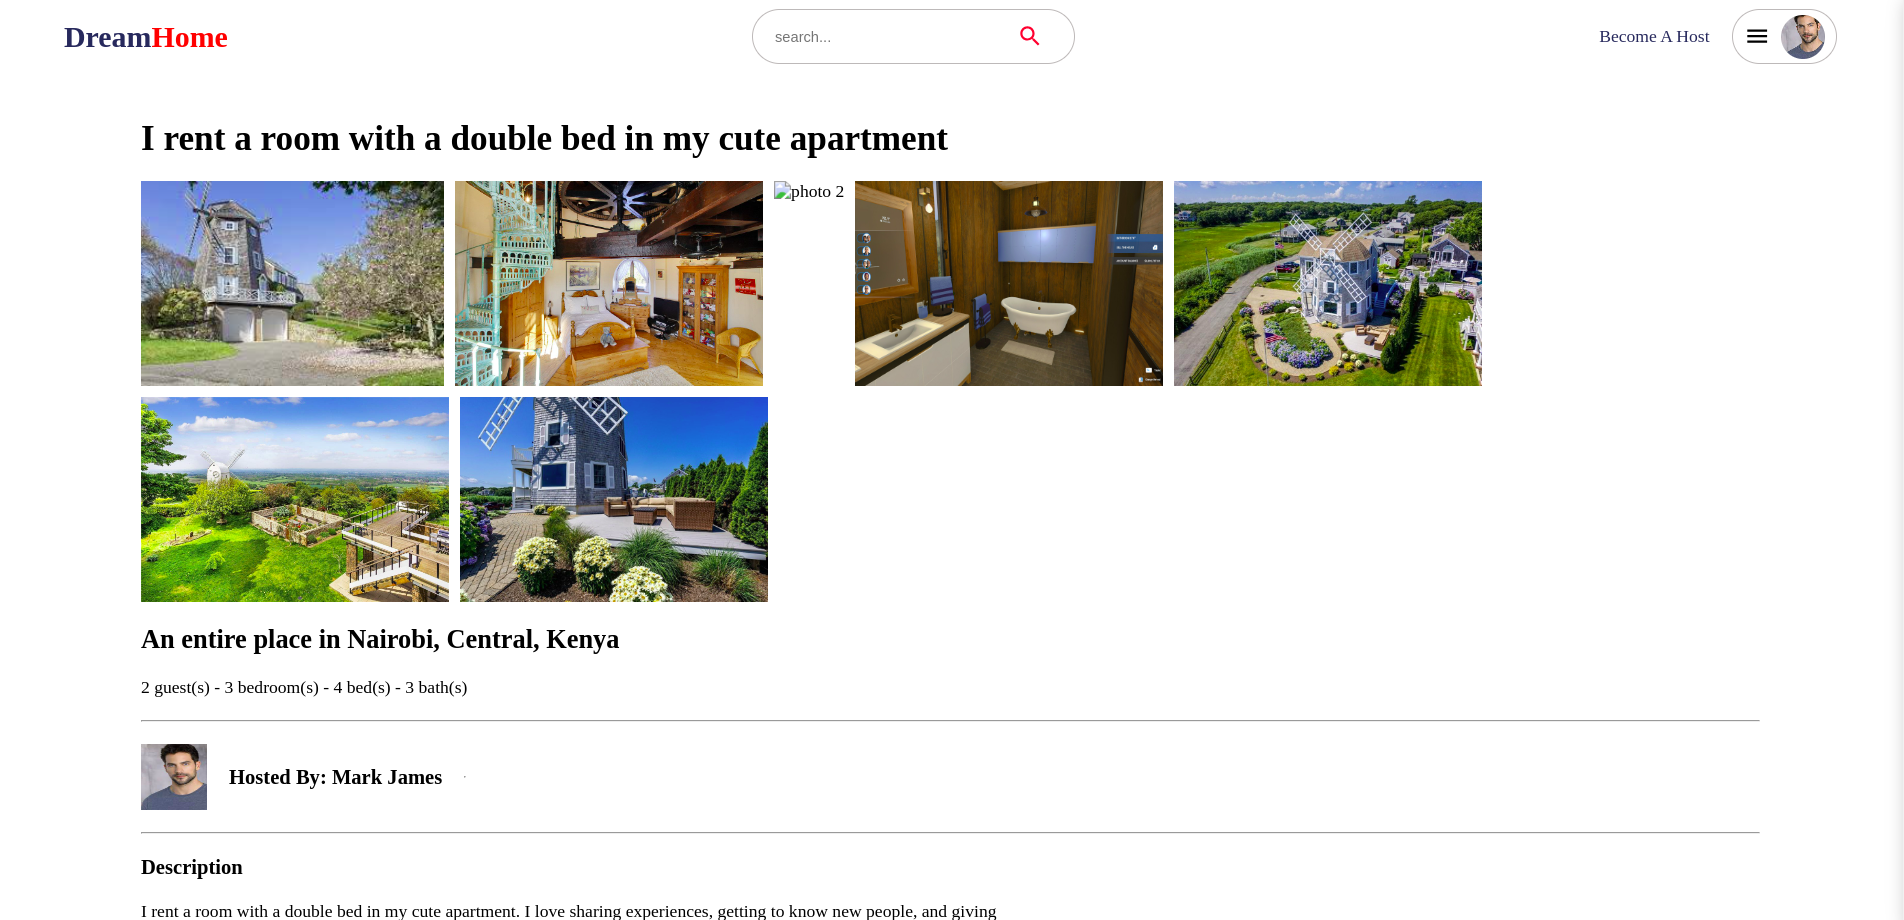 DreamHome
search...
Become A Host
I rent a room with a double bed in my cute apartment
photo 2
An entire place in Nairobi, Central, Kenya
2 guest(s) - 3 bedroom(s) - 4 bed(s) - 3 bath(s)
Hosted By: Mark James
Description
I rent a room with a double bed in my cute apartment. I love sharing experiences, getting to know new people, and giving